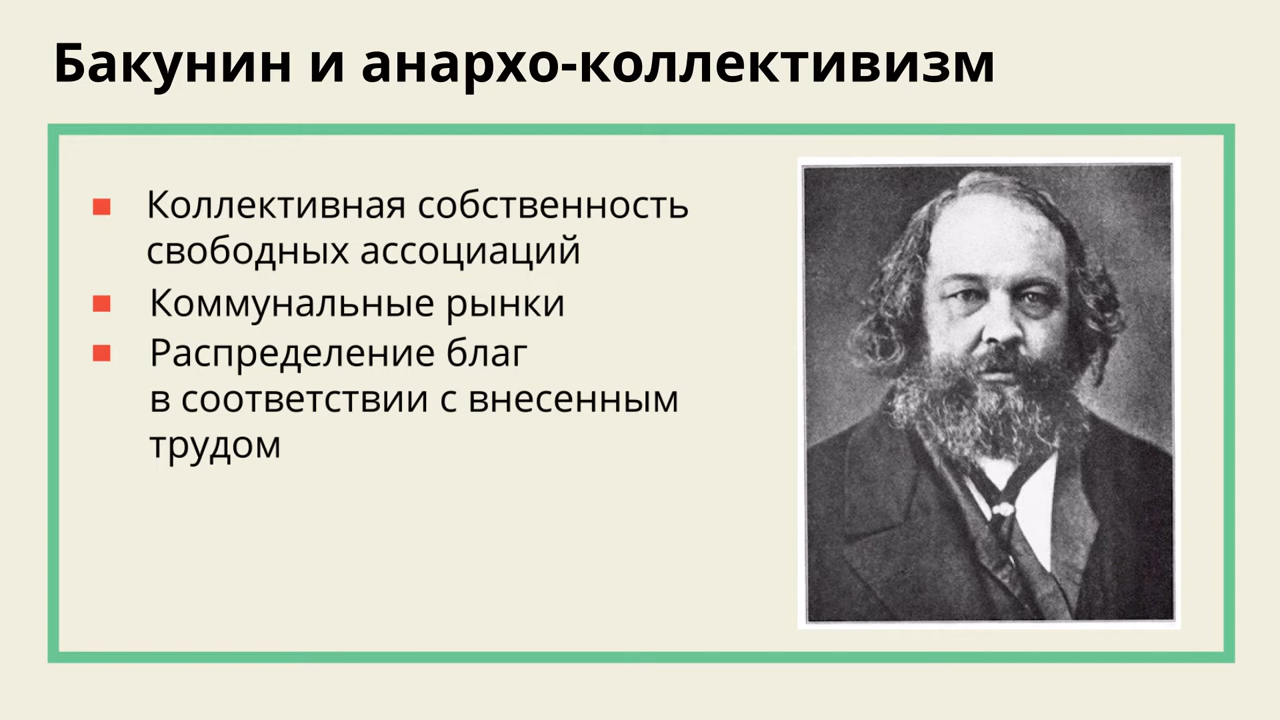 Бакунин и анархо-коллективизм
Коллективная собственность
свободных ассоциаций
Коммунальные рынки
Распределение благ
в соответствии с внесенным
трудом